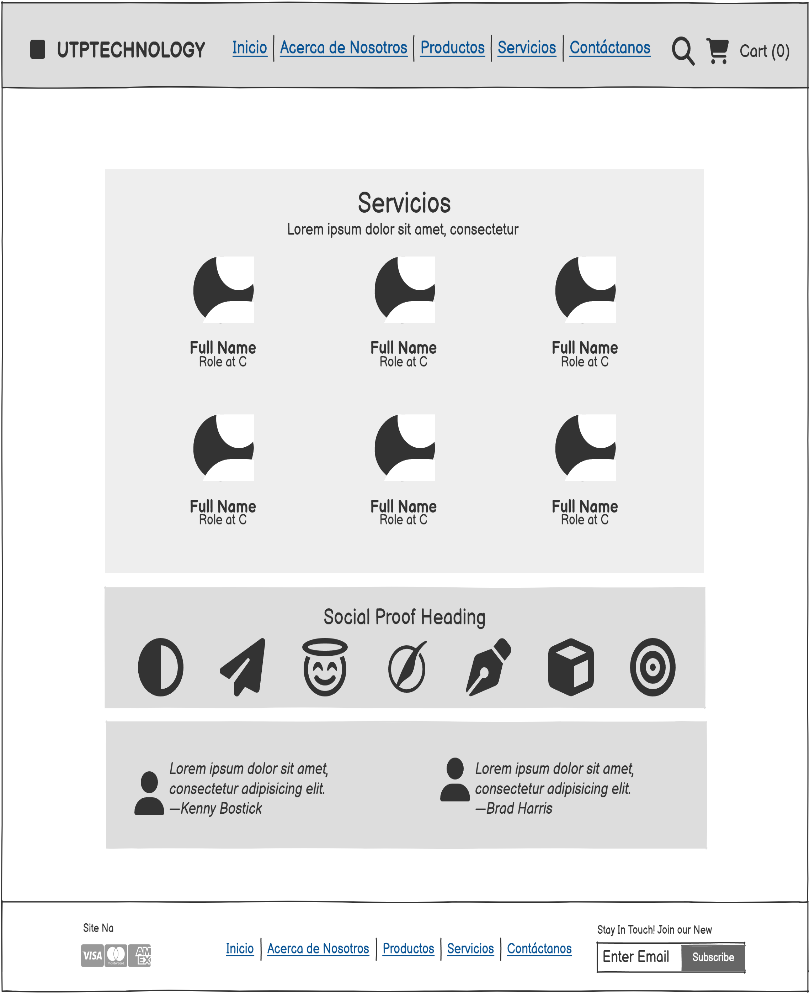 UTPTECHNOLOGY
Inicio | Acerca de Nosotros | Productos | Servicios | Contáctanos
Cart (0)
Servicios
Lorem ipsum dolor sit amet, consectetur
Full Name Full Name Full Name
Role at C Role at C Role at C
Full Name Full Name Full Name
Role at C Role at C Role at C
Social Proof Heading
Lorem ipsum dolor sit amet,
consectetur adipisicing elit.
—Kenny Bostick
Lorem ipsum dolor sit amet,
consectetur adipisicing elit.
—Brad Harris
Site Na
VISA
AM
EX
Inicio | Acerca de Nosotros | Productos | Servicios | Contáctanos
Stay In Touch! Join our New
Enter Email Subscribe